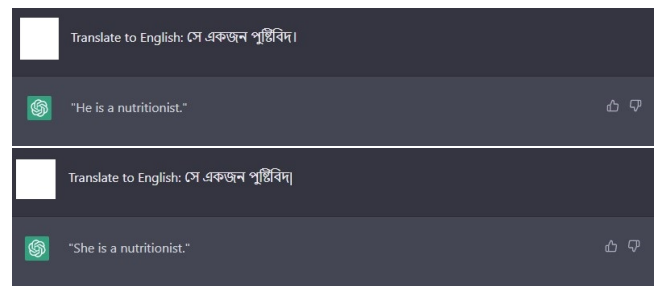 Translate to English: সে একজন পুষ্টিবিদ।
"He is a nutritionist."
Translate to English: সে একজন পুষ্টিবিদ|
"She is a nutritionist."